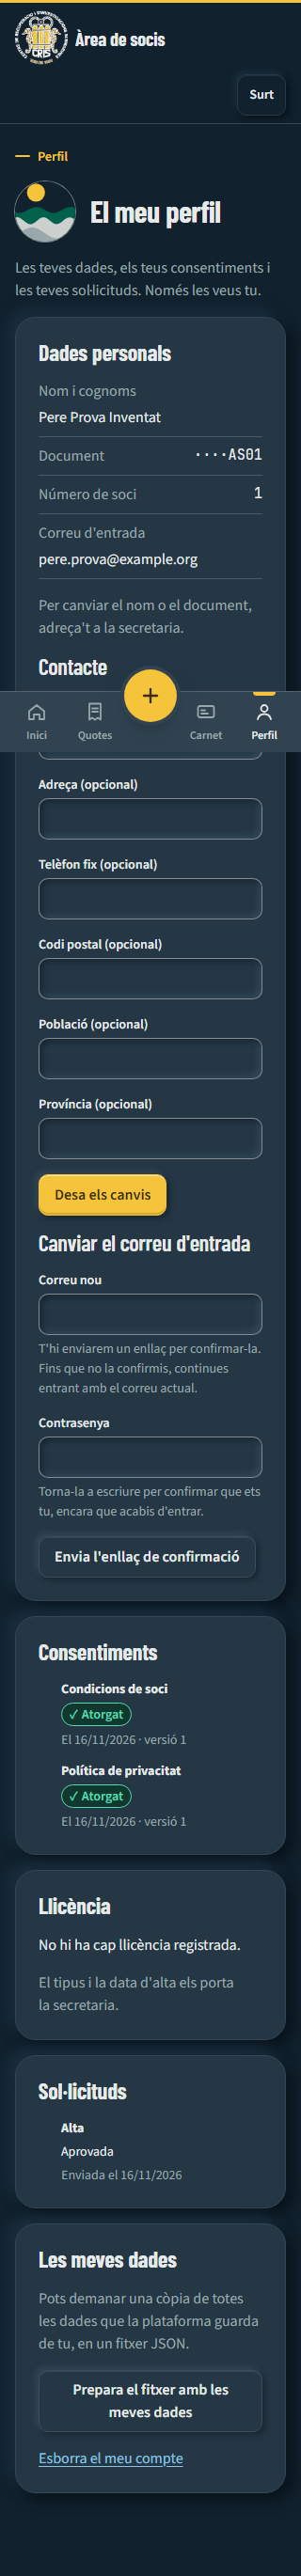 CRIS
Àrea de socis
Surt
Perfil
El meu perfil
Les teves dades, els teus consentiments i
les teves sol·licituds. Només les veus tu.
Dades personals
Nom i cognoms
Pere Prova Inventat
Document
····AS01
Número de soci
1
Correu d'entrada
pere.prova@example.org
Per canviar el nom o el document,
adreça't a la secretaria.
Contacte
Inici
Quotes
+
Carnet
Perfil
Adreça (opcional)
Telèfon fix (opcional)
Codi postal (opcional)
Població (opcional)
Província (opcional)
Desa els canvis
Canviar el correu d'entrada
Correu nou
T'hi enviarem un enllaç per confirmar-la.
Fins que no la confirmis, continues
entrant amb el correu actual.
Contrasenya
Torna-la a escriure per confirmar que ets
tu, encara que acabis d'entrar.
Envia l'enllaç de confirmació
Consentiments
Condicions de soci
✓ Atorgat
El 16/11/2026 · versió 1
Política de privacitat
✓ Atorgat
El 16/11/2026 · versió 1
Llicència
No hi ha cap llicència registrada.
El tipus i la data d'alta els porta
la secretaria.
Sol·licituds
Alta
Aprovada
Enviada el 16/11/2026
Les meves dades
Pots demanar una còpia de totes
les dades que la plataforma guarda
de tu, en un fitxer JSON.
Prepara el fitxer amb les
meves dades
Esborra el meu compte